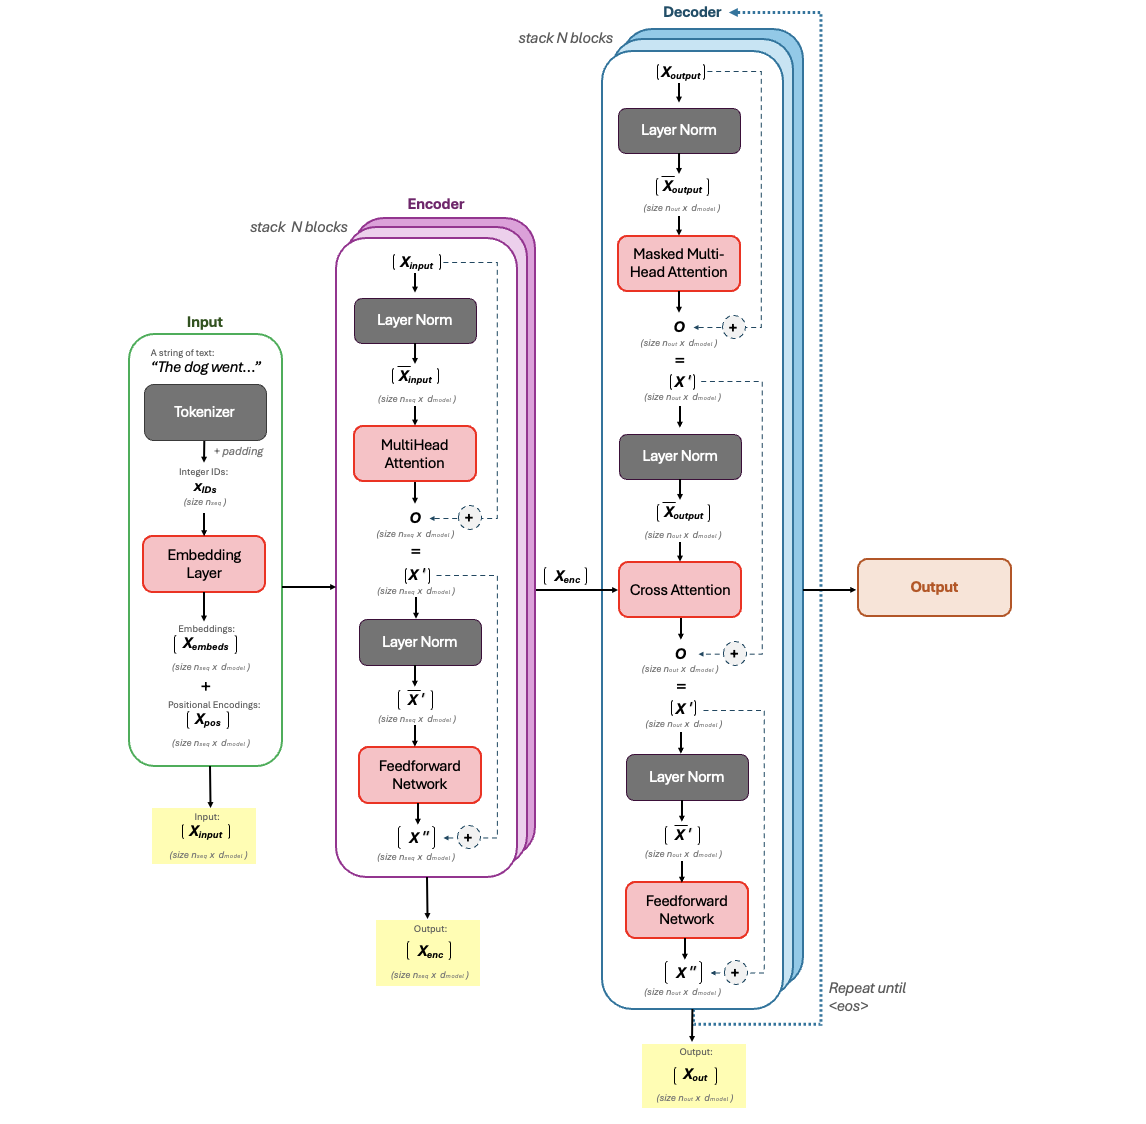 Input
A string of text:
“The dog went...”
Tokenizer
+ padding
Integer IDs:
x_IDs
(size n_seq )
Embedding
Layer
Embeddings:
[ X_embeds ]
(size n_seq x d_model )
+
Positional Encodings:
[ X_pos ]
(size n_seq x d_model )
Input:
[ X_input ]
(size n_seq x d_model )
stack N blocks
Encoder
[ X_input ]
Layer Norm
[ X̅_input ]
(size n_seq x d_model )
MultiHead
Attention
O
+
(size n_seq x d_model )
=
[ X' ]
(size n_seq x d_model )
Layer Norm
[ X̅' ]
(size n_seq x d_model )
Feedforward
Network
[ X" ]
+
(size n_seq x d_model )
Output:
[ X_enc ]
(size n_seq x d_model )
[ X_enc ]
Decoder
stack N blocks
[ X_output ]
Layer Norm
[ X̅_output ]
(size n_out x d_model )
Masked Multi-
Head Attention
O
+
(size n_out x d_model )
=
[ X' ]
(size n_out x d_model )
Layer Norm
[ X̅_output ]
(size n_out x d_model )
Cross Attention
O
+
(size n_out x d_model )
=
[ X' ]
(size n_out x d_model )
Layer Norm
[ X̅' ]
(size n_out x d_model )
Feedforward
Network
[ X" ]
+
(size n_out x d_model )
Repeat until
<eos>
Output:
[ X_out ]
(size n_out x d_model )
Output